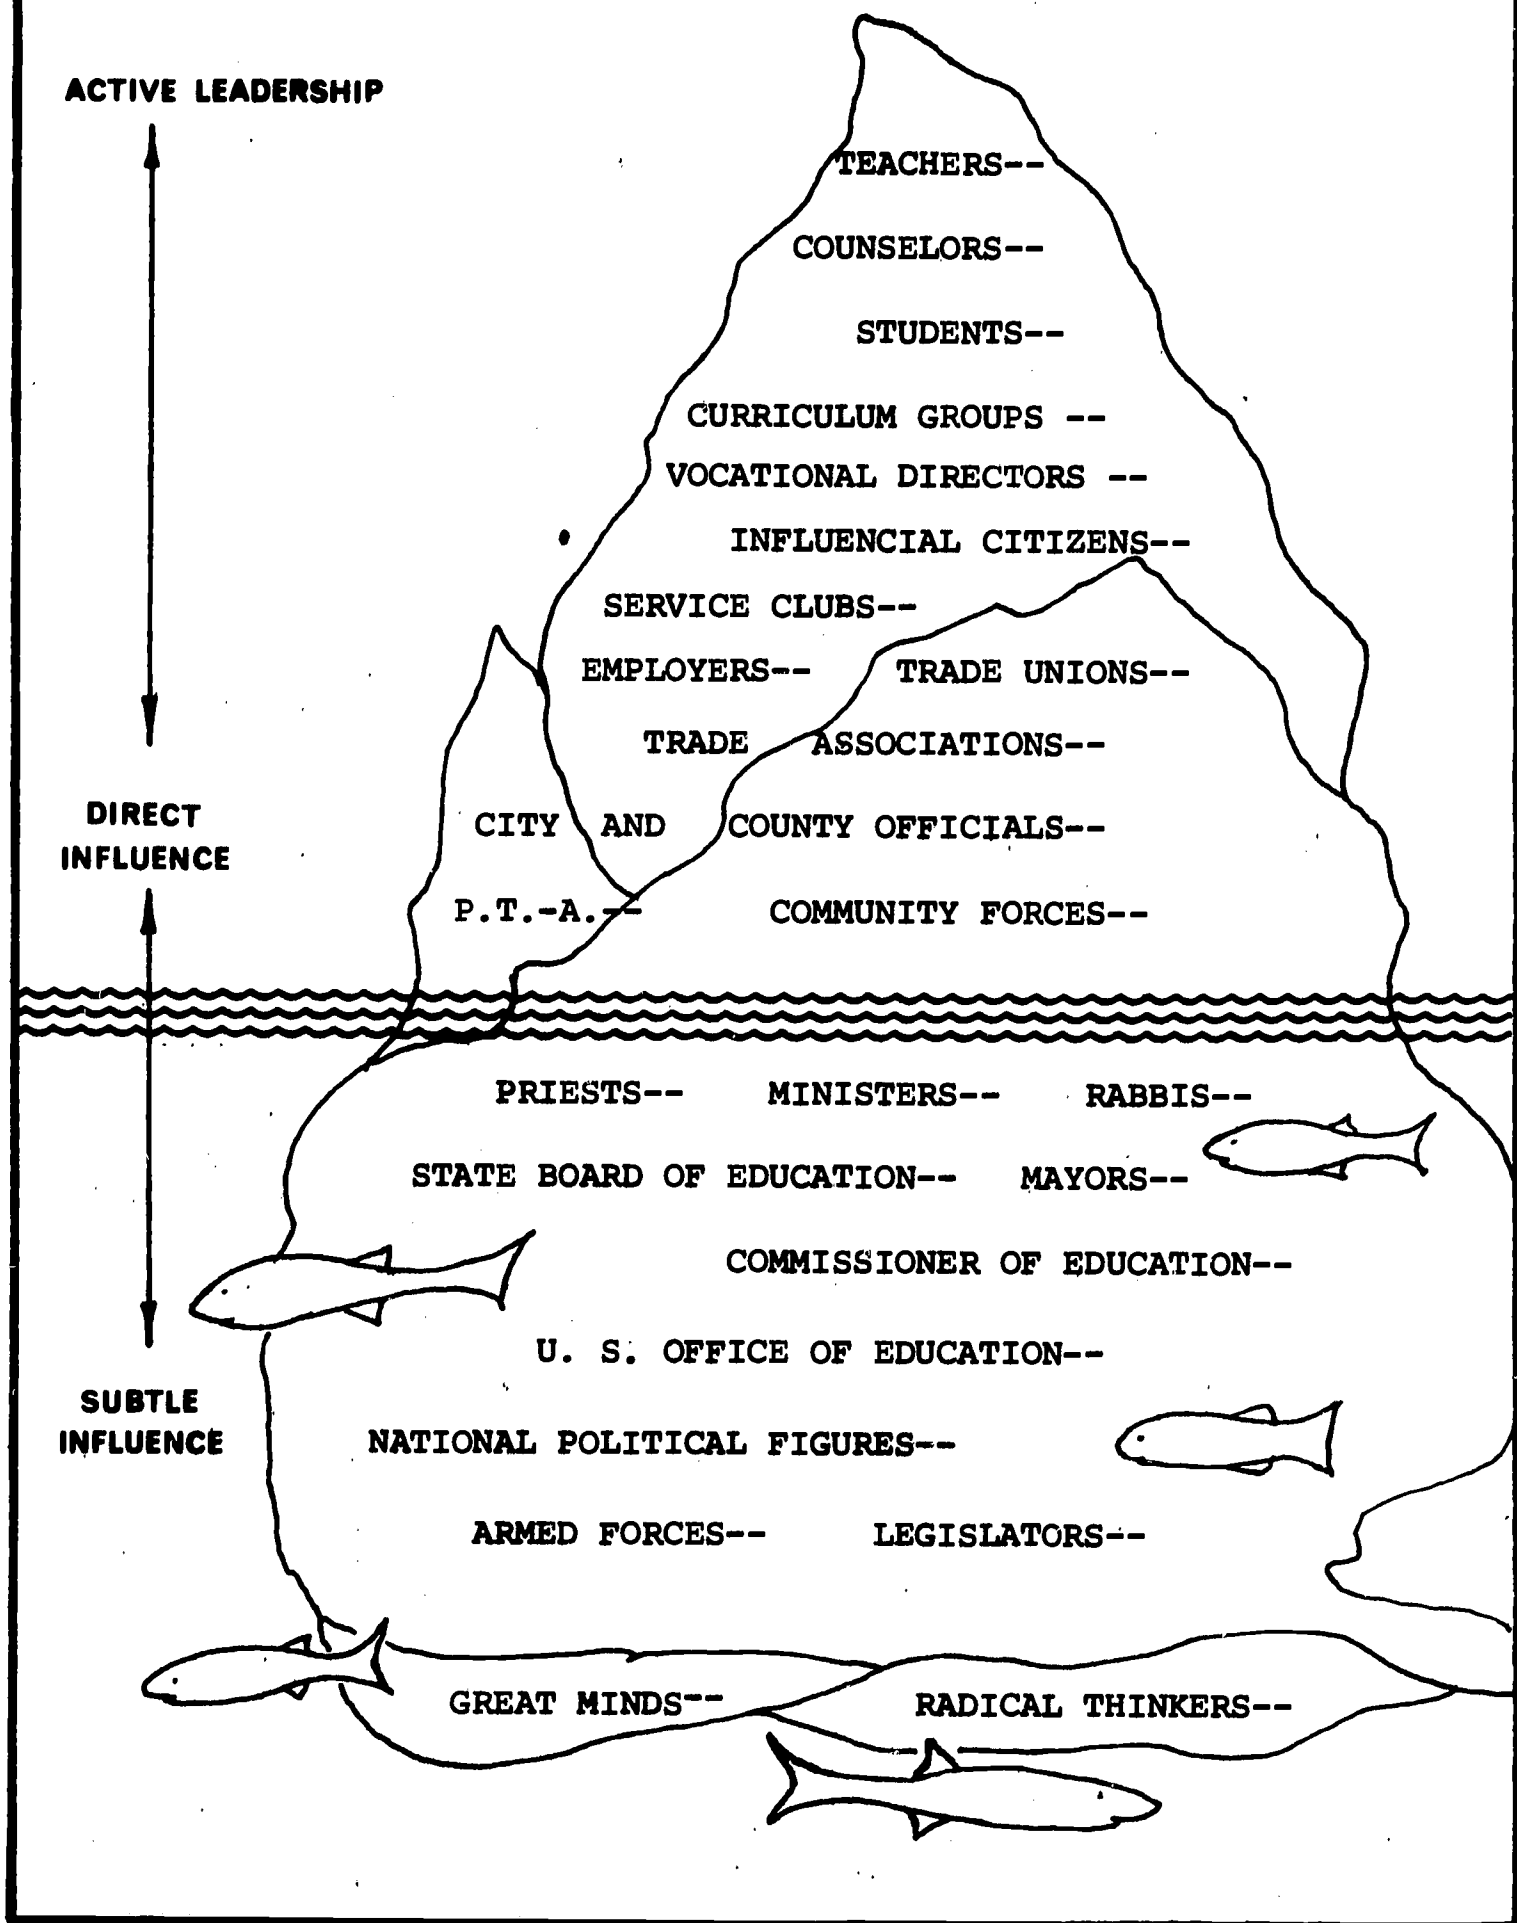 ACTIVE LEADERSHIP
TEACHERS--
COUNSELORS--
STUDENTS--
CURRICULUM GROUPS --
VOCATIONAL DIRECTORS --
INFLUENCIAL CITIZENS--
SERVICE CLUBS--
EMPLOYERS-- TRADE UNIONS--
TRADE ASSOCIATIONS--
DIRECT
INFLUENCE
CITY AND COUNTY OFFICIALS--
P.T.-A.-- COMMUNITY FORCES--
PRIESTS-- MINISTERS-- RABBIS--
STATE BOARD OF EDUCATION-- MAYORS--
COMMISSIONER OF EDUCATION--
U. S. OFFICE OF EDUCATION--
SUBTLE
INFLUENCE
NATIONAL POLITICAL FIGURES--
ARMED FORCES-- LEGISLATORS--
GREAT MINDS-- RADICAL THINKERS--